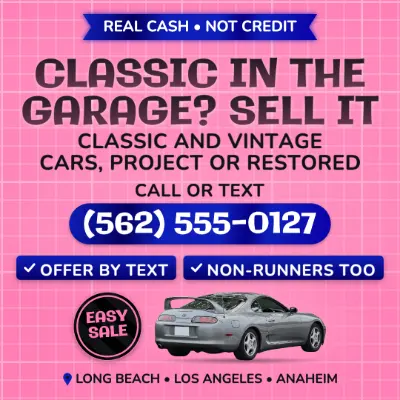 REAL CASH • NOT CREDIT
CLASSIC IN THE
GARAGE? SELL IT
CLASSIC AND VINTAGE
CARS, PROJECT OR RESTORED
CALL OR TEXT
(562) 555-0127
✓ OFFER BY TEXT
✓ NON-RUNNERS TOO
EASY
SALE
LONG BEACH • LOS ANGELES • ANAHEIM